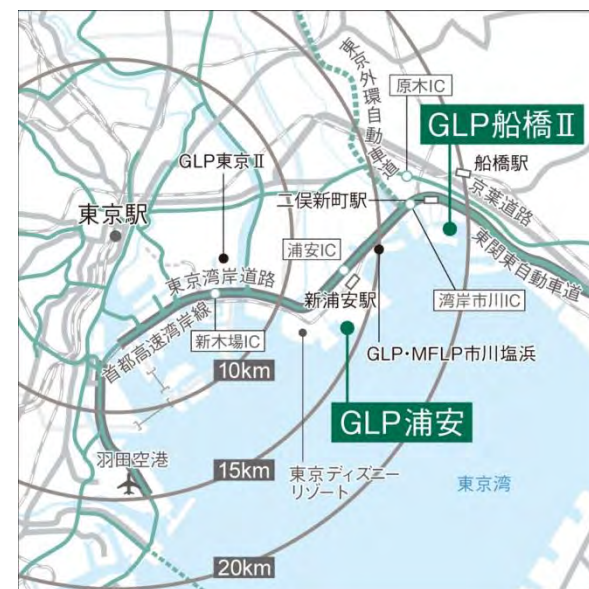 東京外環自動車道
原木IC
GLP船橋Ⅱ
GLP東京Ⅱ
船橋駅
二俣新町駅
京葉道路
東京駅
浦安IC
東関東自動車道
東京湾岸道路
新浦安駅
湾岸市川IC
首都高速湾岸線
新木場IC
GLP・MFLP市川塩浜
10km
GLP浦安
羽田空港
15km
東京ディズニー
リゾート
東京湾
20km